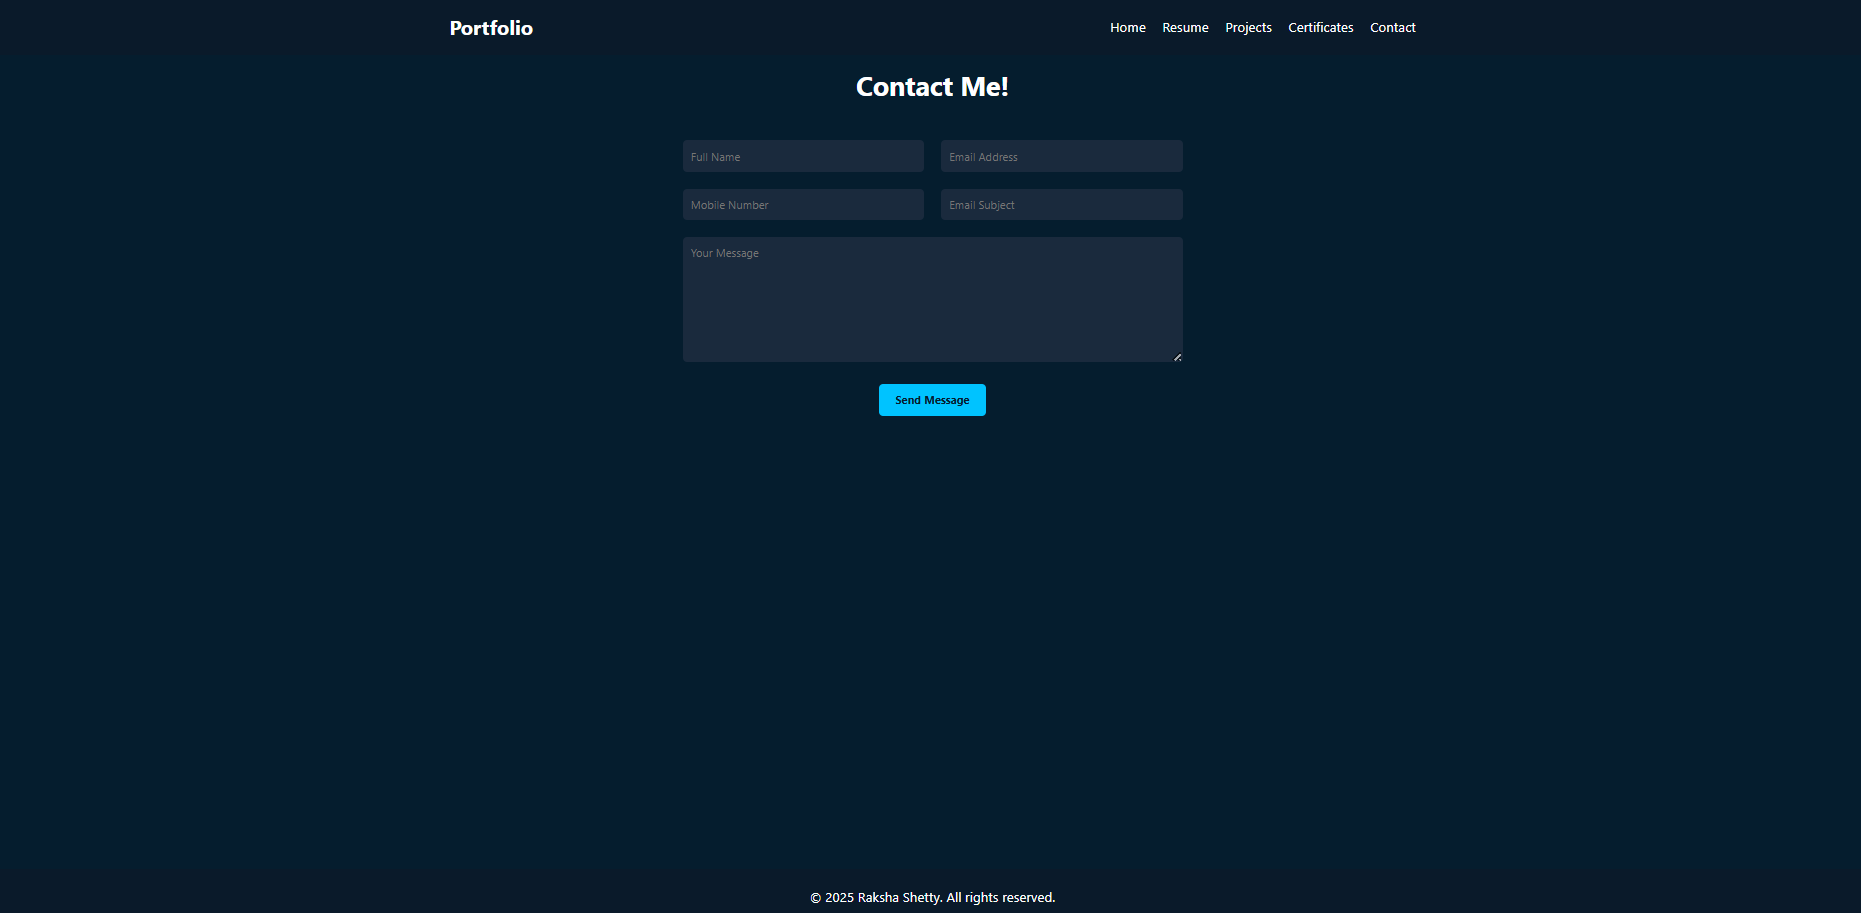 Portfolio
Home Resume Projects Certificates Contact
Contact Me!
Full Name Email Address
Mobile Number Email Subject
Your Message
Send Message
© 2025 Raksha Shetty. All rights reserved.